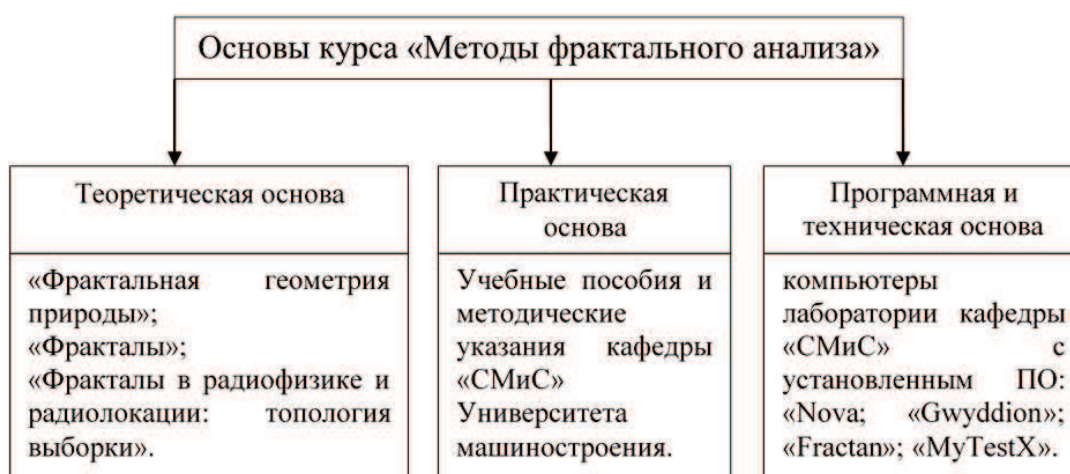 Основы курса «Методы фрактального анализа»
Теоретическая основа
«Фрактальная геометрия
природы»;
«Фракталы»;
«Фракталы в радиофизике и
радиолокации: топология
выборки».
Практическая
основа
Учебные пособия и
методические
указания кафедры
«СМиС»
Университета
машиностроения.
Программная и
техническая основа
компьютеры
лаборатории кафедры
«СМиС» с
установленным ПО:
«Nova; «Gwyddion»;
«Fractan»; «MyTestX».